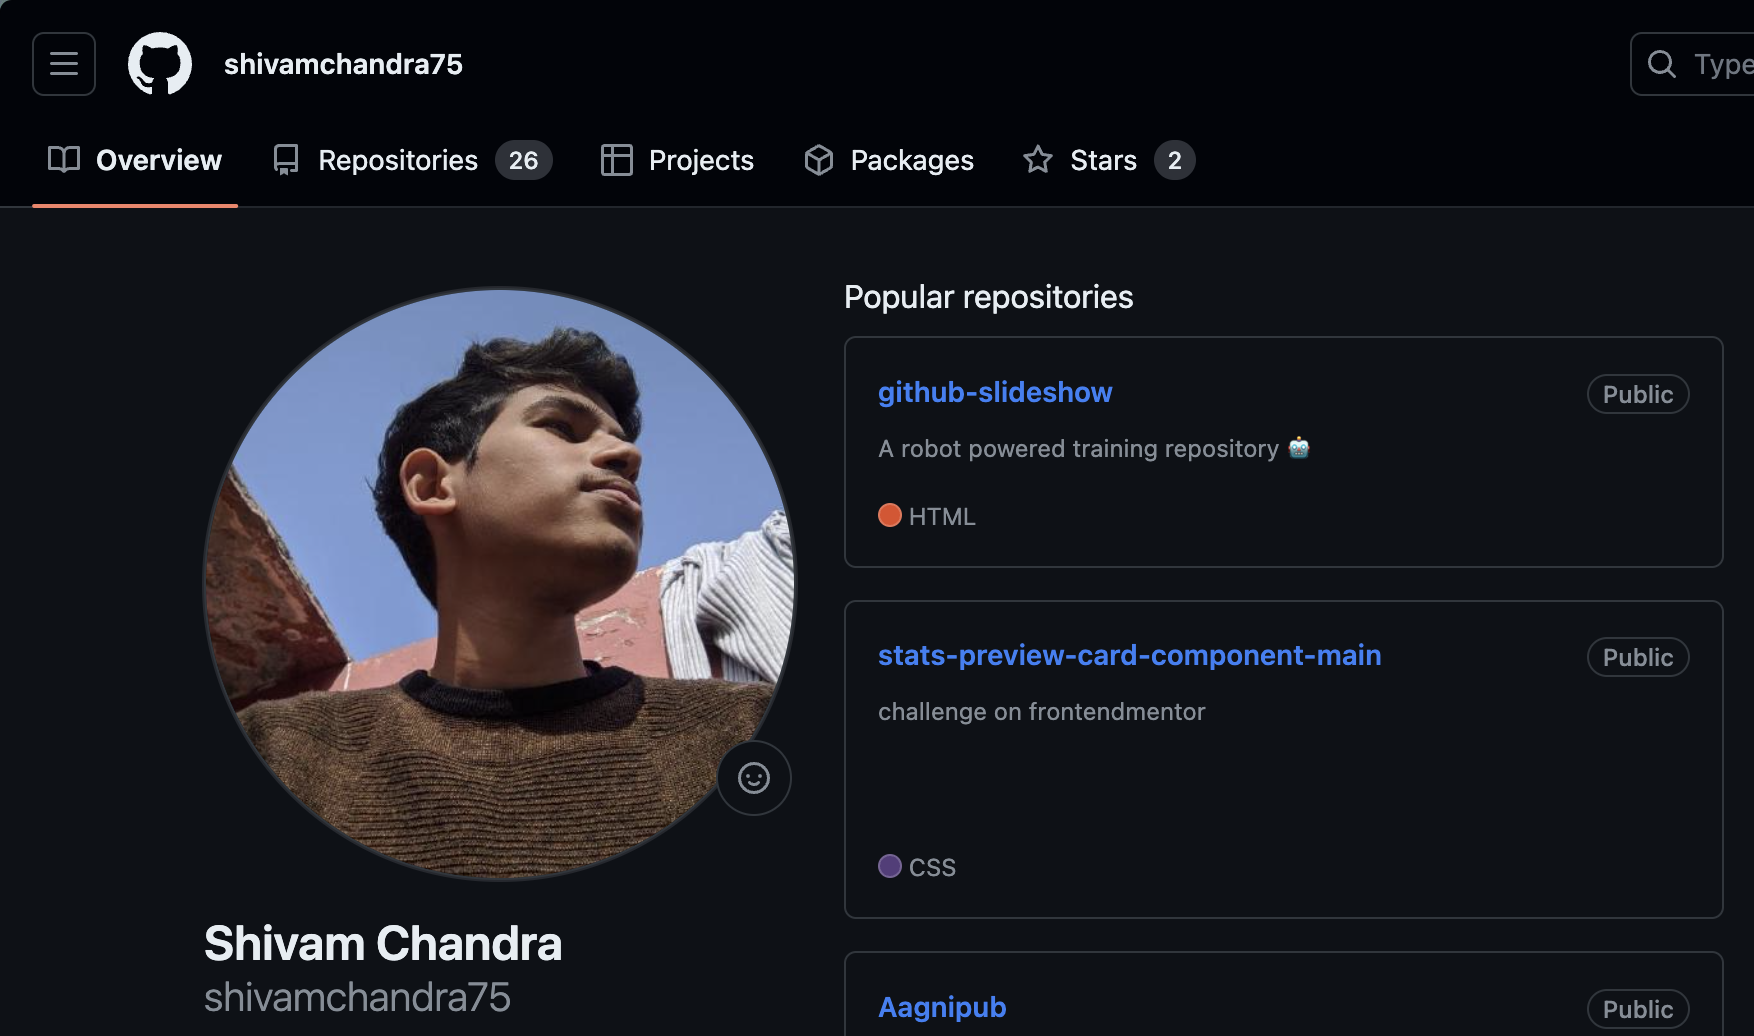 shivamchandra75
Type
Overview
Repositories 26
Projects
Packages
Stars 2
Popular repositories
github-slideshow
Public
A robot powered training repository 🤖
HTML
stats-preview-card-component-main
Public
challenge on frontendmentor
CSS
Aagnipub
Public
Shivam Chandra
shivamchandra75